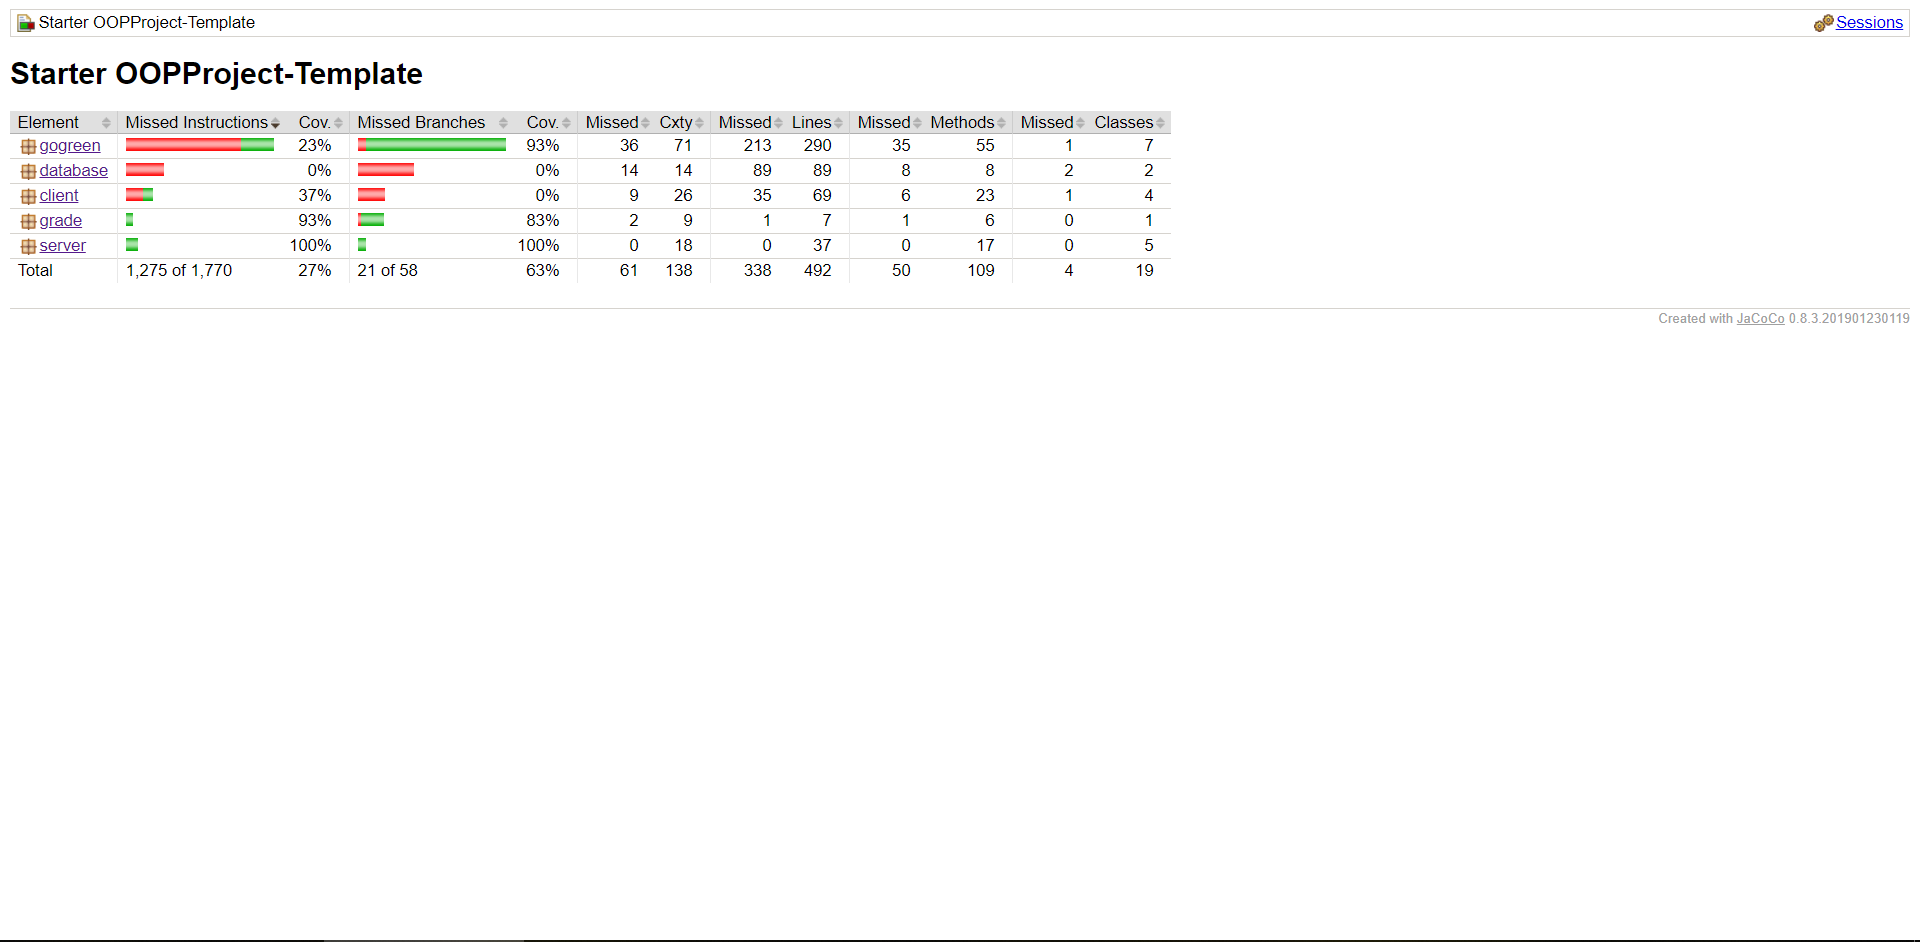 Starter OOPProject-Template Sessions
Starter OOPProject-Template
Element Missed Instructions Cov. Missed Branches Cov. Missed Cxty Missed Lines Missed Methods Missed Classes
gogreen 23% 93% 36 71 213 290 35 55 1 7
database 0% 0% 14 14 89 89 8 8 2 2
client 37% 0% 9 26 35 69 6 23 1 4
grade 93% 83% 2 9 1 7 1 6 0 1
server 100% 100% 0 18 0 37 0 17 0 5
Total 1,275 of 1,770 27% 21 of 58 63% 61 138 338 492 50 109 4 19
Created with JaCoCo 0.8.3.201901230119